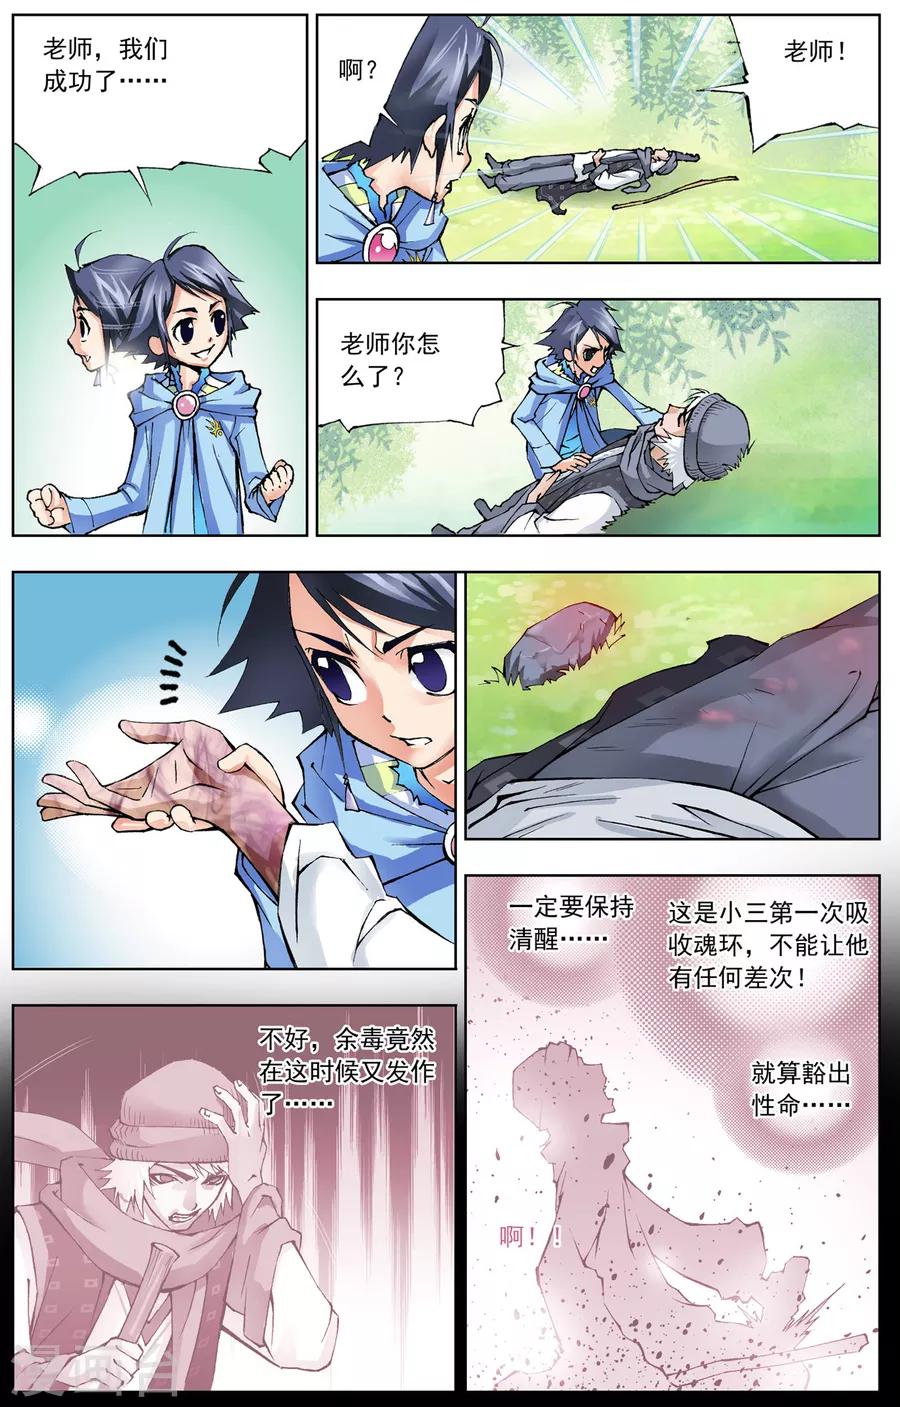 老师，我们
成功了……
啊？
老师！
老师你怎
么了？
不好，余毒竟然
在这时候又发作
了……
一定要保持
清醒……
这是小三第一次吸
收魂环，不能让他
有任何差次！
就算豁出
性命……
啊！！
漫画台